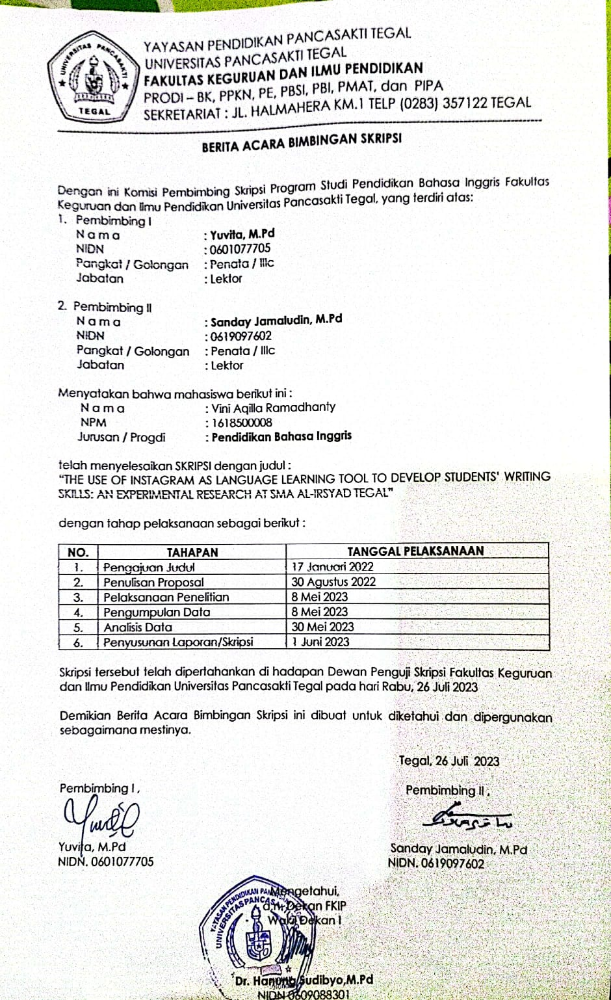 UNIVERSITAS PANCASAKTI
TEGAL
YAYASAN PENDIDIKAN PANCASAKTI TEGAL
UNIVERSITAS PANCASAKTI TEGAL
FAKULTAS KEGURUAN DAN ILMU PENDIDIKAN
PRODI – BK, PPKN, PE, PBSI, PBI, PMAT, dan PIPA
SEKRETARIAT : JL. HALMAHERA KM.1 TELP (0283) 357122 TEGAL
BERITA ACARA BIMBINGAN SKRIPSI
Dengan ini Komisi Pembimbing Skripsi Program Studi Pendidikan Bahasa Inggris Fakultas
Keguruan dan Ilmu Pendidikan Universitas Pancasakti Tegal, yang terdiri atas:
1. Pembimbing I
N a m a : Yuvita, M.Pd
NIDN : 0601077705
Pangkat / Golongan : Penata / IIIc
Jabatan : Lektor
2. Pembimbing II
N a m a : Sanday Jamaludin, M.Pd
NIDN : 0619097602
Pangkat / Golongan : Penata / IIIc
Jabatan : Lektor
Menyatakan bahwa mahasiswa berikut ini :
N a m a : Vini Aqilla Ramadhanty
NPM : 1618500008
Jurusan / Progdi : Pendidikan Bahasa Inggris
telah menyelesaikan SKRIPSI dengan judul :
“THE USE OF INSTAGRAM AS LANGUAGE LEARNING TOOL TO DEVELOP STUDENTS' WRITING
SKILLS: AN EXPERIMENTAL RESEARCH AT SMA AL-IRSYAD TEGAL”
dengan tahap pelaksanaan sebagai berikut :
NO. TAHAPAN TANGGAL PELAKSANAAN
1. Pengajuan Judul 17 Januari 2022
2. Penulisan Proposal 30 Agustus 2022
3. Pelaksanaan Penelitian 8 Mei 2023
4. Pengumpulan Data 8 Mei 2023
5. Analisis Data 30 Mei 2023
6. Penyusunan Laporan/Skripsi 1 Juni 2023
Skripsi tersebut telah dipertahankan di hadapan Dewan Penguji Skripsi Fakultas Keguruan
dan Ilmu Pendidikan Universitas Pancasakti Tegal pada hari Rabu, 26 Juli 2023
Demikian Berita Acara Bimbingan Skripsi ini dibuat untuk diketahui dan dipergunakan
sebagaimana mestinya.
Tegal, 26 Juli 2023
Pembimbing I , Pembimbing II ,
Yuvita, M.Pd Sanday Jamaludin, M.Pd
NIDN. 0601077705 NIDN. 0619097602
Mengetahui,
a.n. Dekan FKIP
Wakil Dekan I
YAYASAN PENDIDIKAN
UNIVERSITAS
Dr. Hanung Sudibyo,M.Pd
NIDN 0609088301